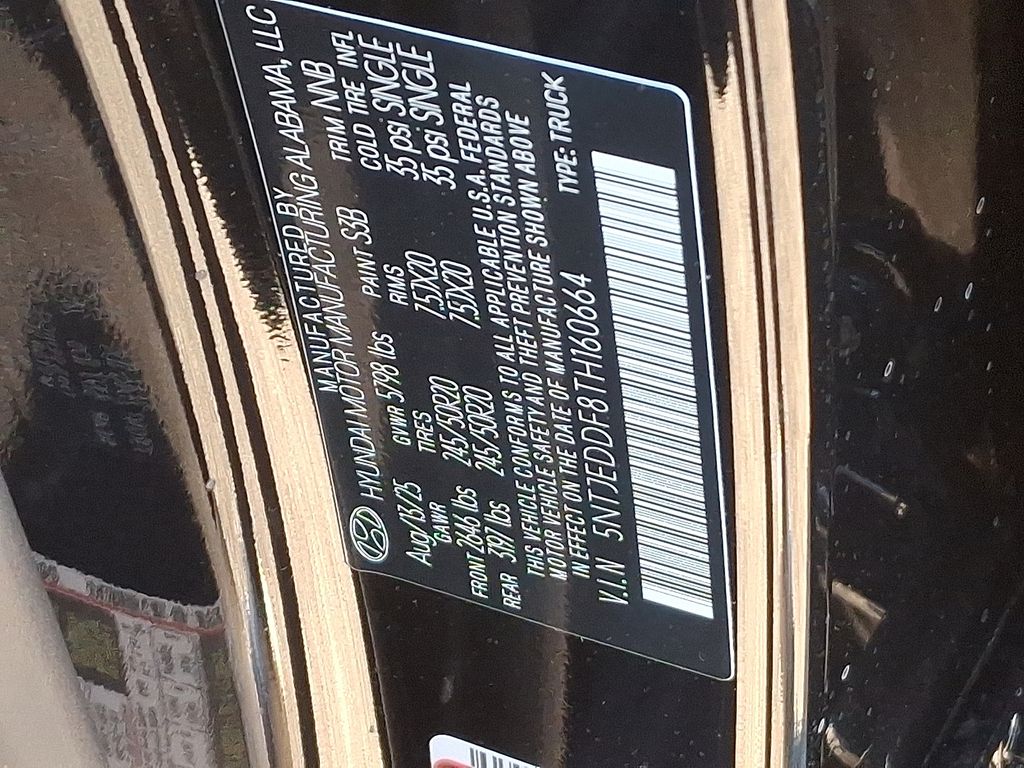 MANUFACTURED BY
HYUNDAI MOTOR MANUFACTURING ALABAMA, LLC
Aug/13/25 GVWR 5798 lbs PAINT S3B TRIM NNB
GAWR TIRES RIMS COLD TIRE INFL
FRONT 2646 lbs 245/50R20 7.5JX20 35 psi SINGLE
REAR 3197 lbs 245/50R20 7.5JX20 35 psi SINGLE
THIS VEHICLE CONFORMS TO ALL APPLICABLE U.S.A. FEDERAL
MOTOR VEHICLE SAFETY AND THEFT PREVENTION STANDARDS
IN EFFECT ON THE DATE OF MANUFACTURE SHOWN ABOVE
V.I.N 5NTJEDDF8TH160664 TYPE: TRUCK